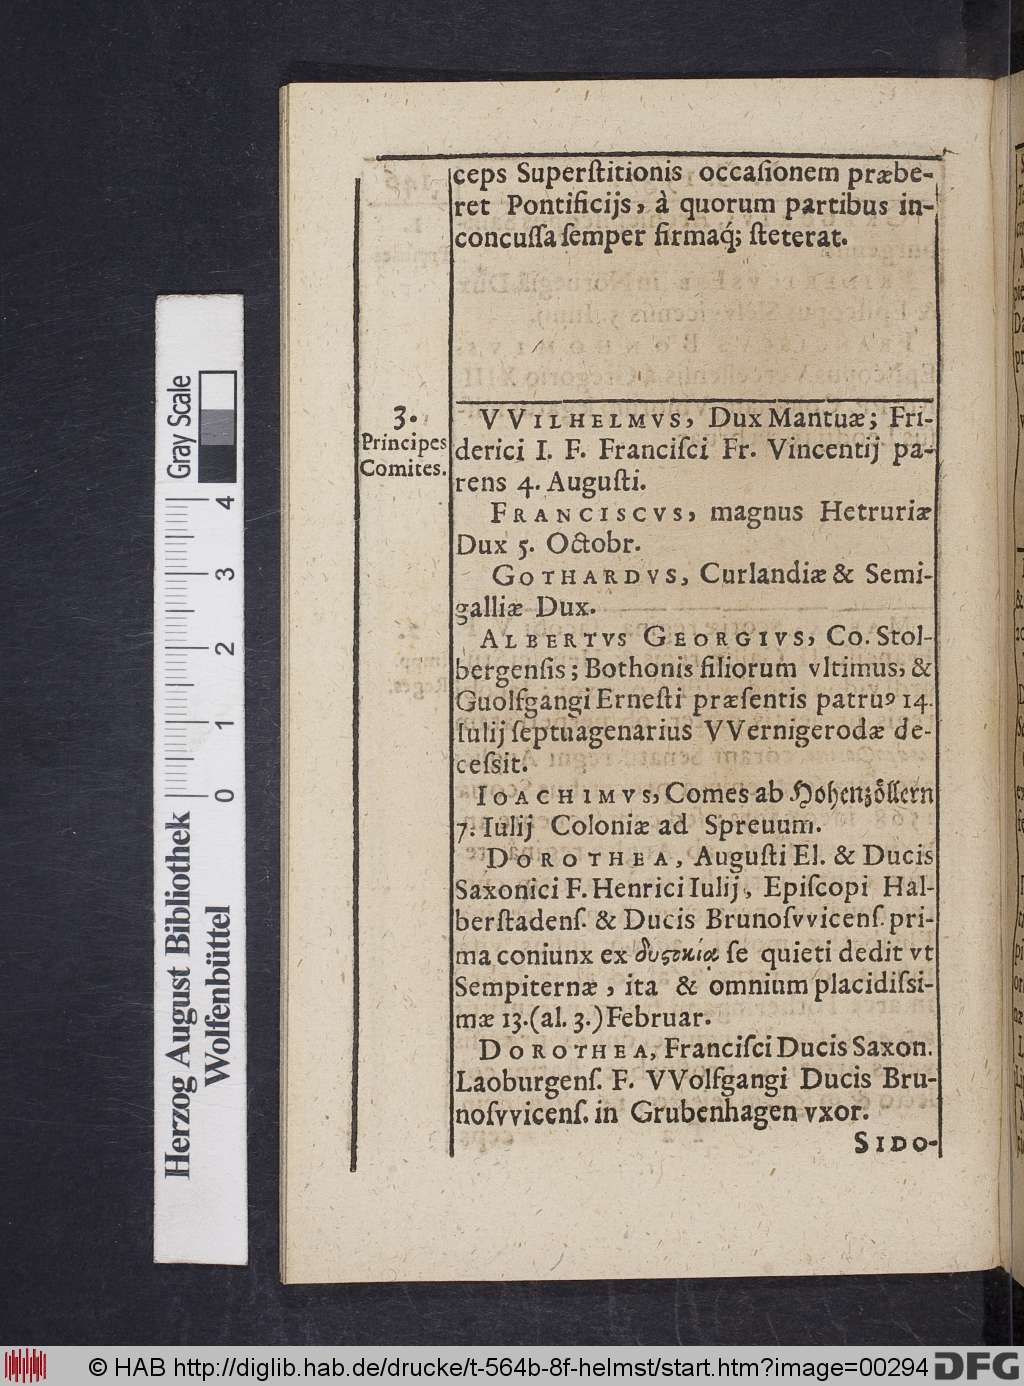 ceps Superſtitionis occaſionem præbe-
ret Pontificijs, à quorum partibus in-
concuſſa ſemper firmaq́; ſteterat.
3.
Principes
Comites.
VVILHELMVS, Dux Mantuæ; Fri-
derici I. F. Franciſci Fr. Vincentij pa-
rens 4. Auguſti.
FRANCISCVS, magnus Hetruriæ
Dux 5. Octobr.
GOTHARDVS, Curlandiæ & Semi-
galliæ Dux.
ALBERTVS GEORGIVS, Co. Stol-
bergenſis; Bothonis filiorum vltimus, &
Guolfgangi Erneſti præſentis patruꝰ 14.
Iulij ſeptuagenarius VVernigerodæ de-
ceſsit.
IOACHIMVS, Comes ab Hohenzöllern
7. Iulij Coloniæ ad Spreuum.
DOROTHEA, Auguſti El. & Ducis
Saxonici F. Henrici Iulij, Epiſcopi Hal-
berſtadenſ. & Ducis Brunoſvvicenſ. pri-
ma coniunx ex δυςτκίᾳ ſe quieti dedit vt
Sempiternæ, ita & omnium placidiſsi-
mæ 13. (al. 3.) Februar.
DOROTHEA, Franciſci Ducis Saxon.
Laoburgenſ. F. VVolfgangi Ducis Bru-
noſvvicenſ. in Grubenhagen vxor.
SIDO-
Herzog August Bibliothek
Wolfenbüttel
0 1 2 3 4
Gray Scale
© HAB http://diglib.hab.de/drucke/t-564b-8f-helmst/start.htm?image=00294
DFG